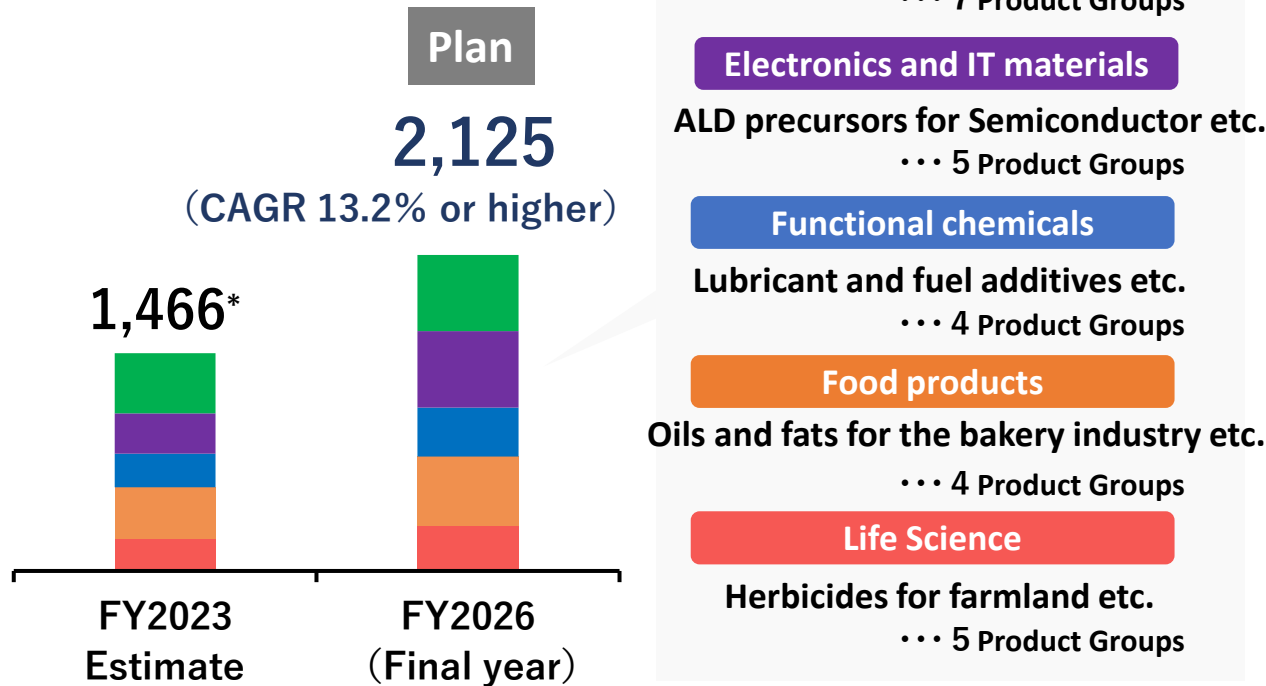 Plan
2,125
（CAGR 13.2% or higher）
1,466*
FY2023
Estimate
FY2026
（Final year）
･･･ 7 Product Groups
Electronics and IT materials
ALD precursors for Semiconductor etc.
･･･ 5 Product Groups
Functional chemicals
Lubricant and fuel additives etc.
･･･ 4 Product Groups
Food products
Oils and fats for the bakery industry etc.
･･･ 4 Product Groups
Life Science
Herbicides for farmland etc.
･･･ 5 Product Groups